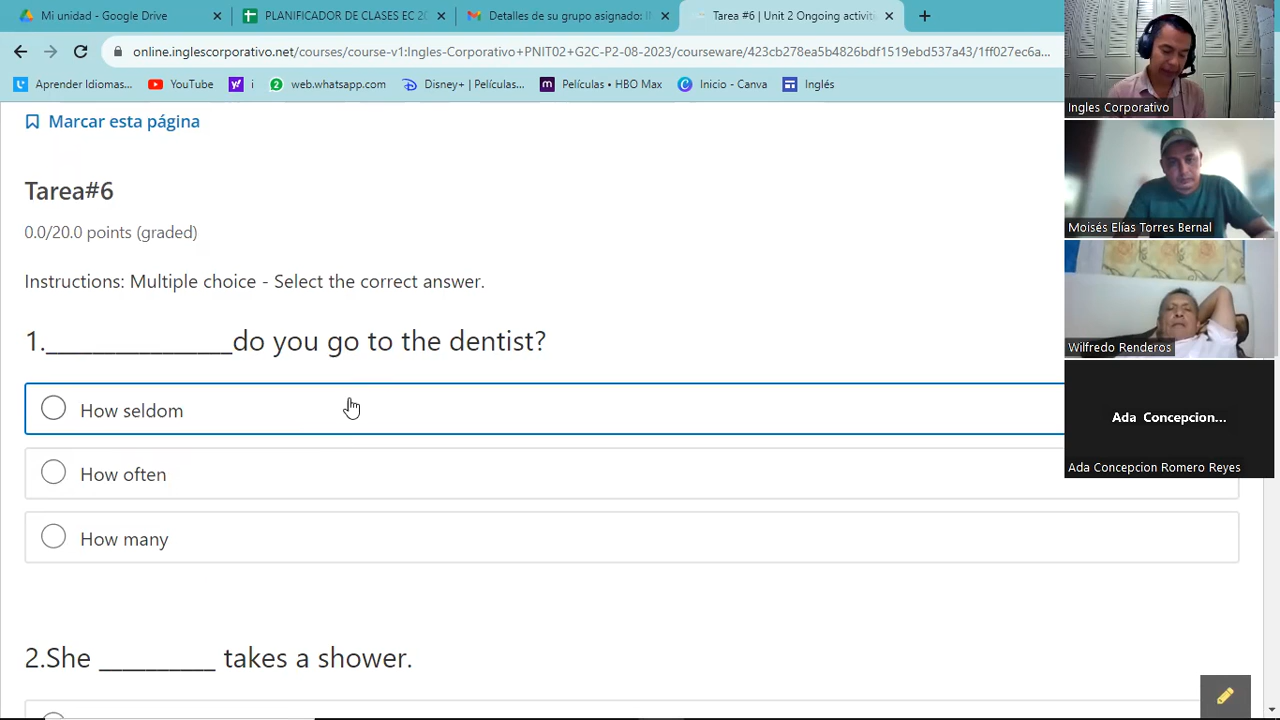 Mi unidad - Google Drive
PLANIFICADOR DE CLASES EC 2
Detalles de su grupo asignado: I
Tarea #6 | Unit 2 Ongoing activi
online.inglescorporativo.net/courses/course-v1:Ingles-Corporativo+PNIT02+G2C-P2-08-2023/courseware/423cb278ea5b4829bdf1519ebd537a43/1ff027ec6a...
Aprender Idiomas...
YouTube
i
web.whatsapp.com
Disney+ | Películas...
Películas • HBO Max
Inicio - Canva
Inglés
Marcar esta página
Tarea#6
0.0/20.0 points (graded)
Instructions: Multiple choice - Select the correct answer.
1.________________do you go to the dentist?
How seldom
How often
How many
2.She __________ takes a shower.
Ingles Corporativo
Moisés Elías Torres Bernal
Wilfredo Renderos
Ada Concepcion...
Ada Concepcion Romero Reyes